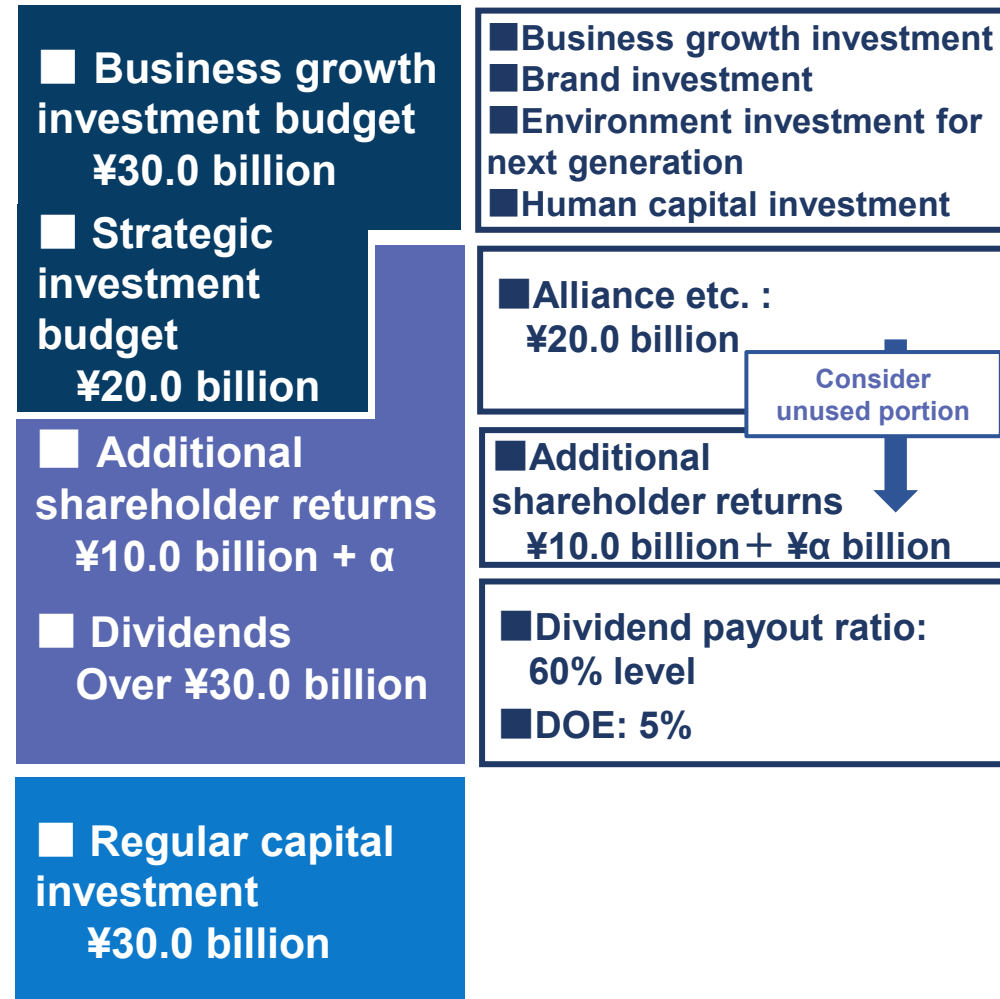 ■ Business growth
investment budget
¥30.0 billion
■ Strategic
investment
budget
¥20.0 billion
■ Additional
shareholder returns
¥10.0 billion + α
■ Dividends
Over ¥30.0 billion
■ Regular capital
investment
¥30.0 billion
■Business growth investment
■Brand investment
■Environment investment for
next generation
■Human capital investment
■Alliance etc. :
¥20.0 billion
Consider
unused portion
■Additional
shareholder returns
¥10.0 billion＋ ¥α billion
■Dividend payout ratio:
60% level
■DOE: 5%